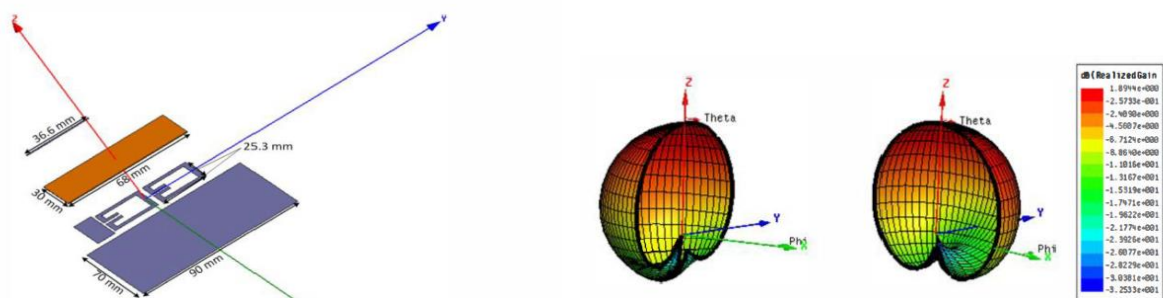 Z
Y
36.6 mm
25.3 mm
68 mm
30 mm
70 mm
90 mm
Z
Theta
Y
Phi
X
Z
Theta
Y
Phi
X
dB(RealizedGain
1.8944e+000
-2.5733e-001
-2.4090e+000
-4.5607e+000
-6.7124e+000
-8.8640e+000
-1.1016e+001
-1.3167e+001
-1.5319e+001
-1.7471e+001
-1.9622e+001
-2.1774e+001
-2.3926e+001
-2.6077e+001
-2.8229e+001
-3.0381e+001
-3.2533e+001